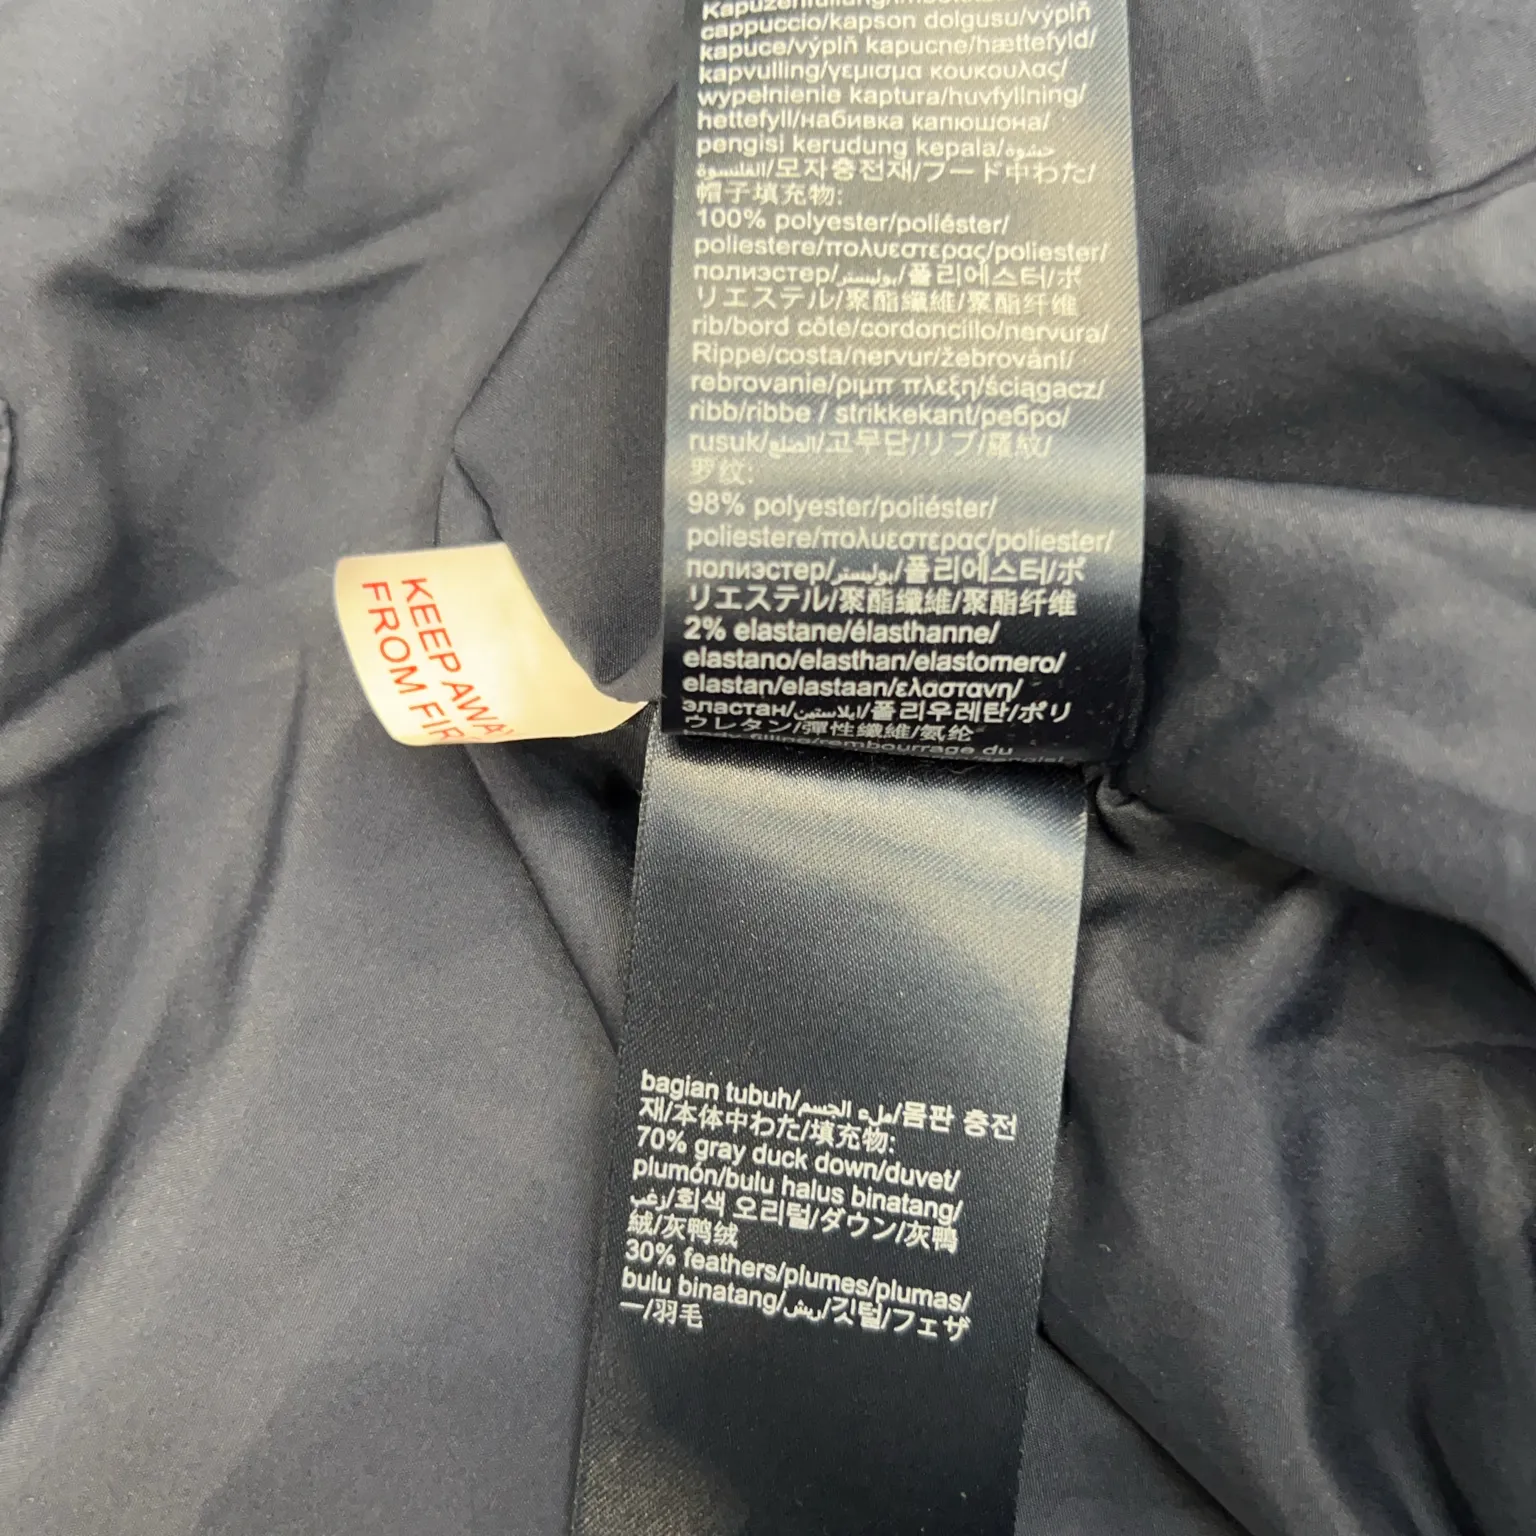 cappuccio/kapson dolgusu/výplň
kapuce/výplň kapucne/hættefyld/
kapvulling/γεμισμα κουκουλας/
wypełnienie kaptura/huvfyllning/
hettefyll/набивка капюшона/
pengisi kerudung kepala/حشوة
القلنسوة/모자충전재/フード中わた/
帽子填充物:
100% polyester/poliéster/
poliestere/πολυεστερας/poliester/
полиэстер/بوليستر/폴리에스터/ポ
リエステル/聚酯纖維/聚酯纤维
rib/bord côte/cordoncillo/nervura/
Rippe/costa/nervur/žebrování/
rebrovanie/ριμπ πλεξη/ściągacz/
ribb/ribbe / strikkekant/ребро/
rusuk/الضلع/고무단/リブ/羅紋/
罗纹:
98% polyester/poliéster/
poliestere/πολυεστερας/poliester/
полиэстер/بوليستر/폴리에스터/ポ
リエステル/聚酯纖維/聚酯纤维
2% elastane/élasthanne/
elastano/elasthan/elastomero/
elastan/elastaan/ελαστανη/
эластан/ايلاستين/폴리우레탄/ポリ
ウレタン/彈性纖維/氨纶
rembourrage du
KEEP AWAY
FROM FIR
bagian tubuh/ملء الجسم/몸판 충전
재/本体中わた/填充物:
70% gray duck down/duvet/
plumón/bulu halus binatang/
زغب/회색 오리털/ダウン/灰鴨
絨/灰鸭绒
30% feathers/plumes/plumas/
bulu binatang/ريش/깃털/フェザ
ー/羽毛